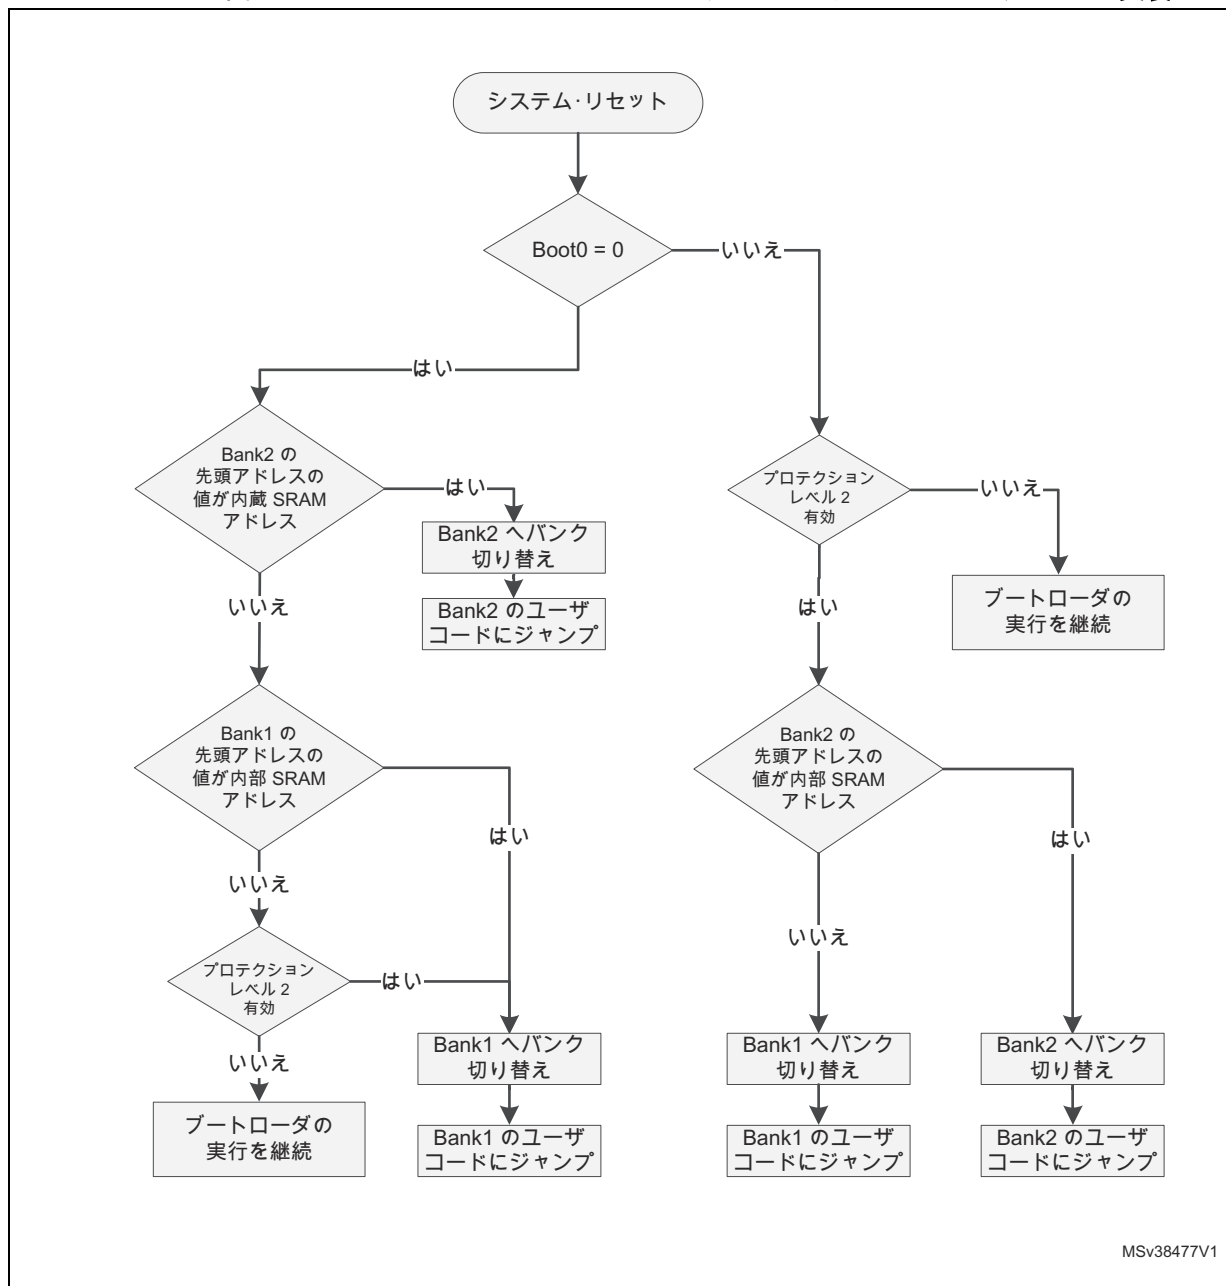 システム·リセット
Boot0 = 0
いいえ
はい
Bank2 の
先頭アドレスの
値が内蔵 SRAM
アドレス
はい
Bank2 へバンク
切り替え
Bank2 のユーザ
コードにジャンプ
いいえ
プロテクション
レベル 2
有効
いいえ
ブートローダの
実行を継続
はい
Bank1 の
先頭アドレスの
値が内部 SRAM
アドレス
はい
いいえ
プロテクション
レベル 2
有効
はい
いいえ
ブートローダの
実行を継続
Bank1 へバンク
切り替え
Bank1 のユーザ
コードにジャンプ
Bank2 の
先頭アドレスの
値が内部 SRAM
アドレス
はい
いいえ
Bank1 へバンク
切り替え
Bank1 のユーザ
コードにジャンプ
Bank2 へバンク
切り替え
Bank2 のユーザ
コードにジャンプ
MSv38477V1